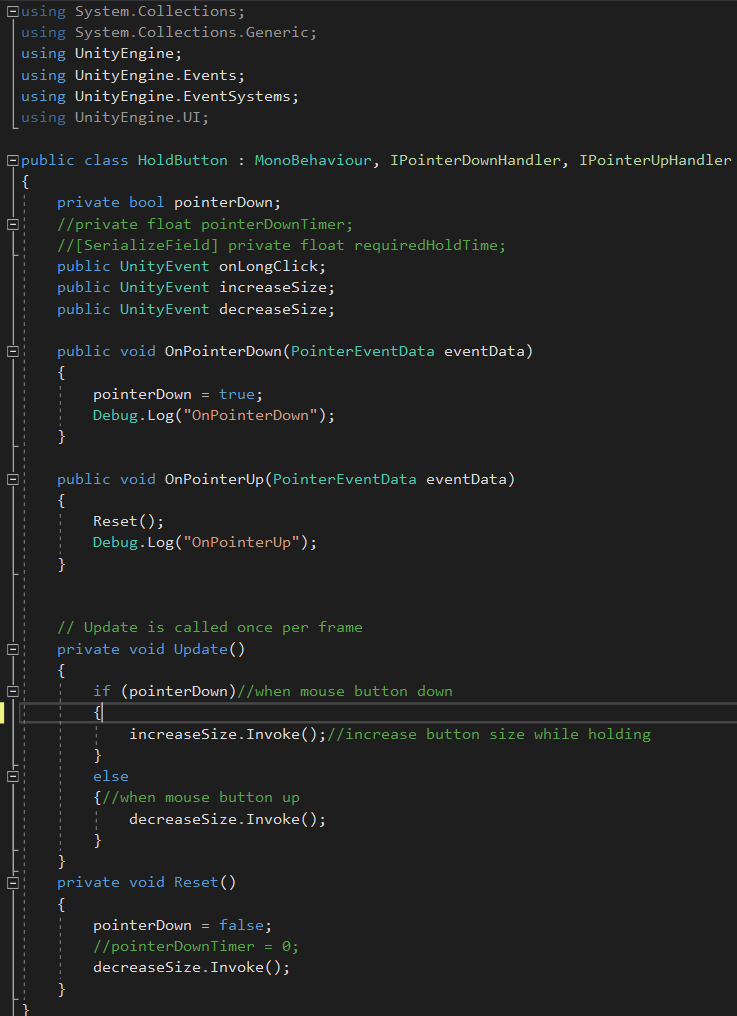 using System.Collections;
using System.Collections.Generic;
using UnityEngine;
using UnityEngine.Events;
using UnityEngine.EventSystems;
using UnityEngine.UI;
public class HoldButton : MonoBehaviour, IPointerDownHandler, IPointerUpHandler
{
private bool pointerDown;
//private float pointerDownTimer;
//[SerializeField] private float requiredHoldTime;
public UnityEvent onLongClick;
public UnityEvent increaseSize;
public UnityEvent decreaseSize;
public void OnPointerDown(PointerEventData eventData)
{
pointerDown = true;
Debug.Log("OnPointerDown");
}
public void OnPointerUp(PointerEventData eventData)
{
Reset();
Debug.Log("OnPointerUp");
}
// Update is called once per frame
private void Update()
{
if (pointerDown)//when mouse button down
{
increaseSize.Invoke();//increase button size while holding
}
else
{//when mouse button up
decreaseSize.Invoke();
}
}
private void Reset()
{
pointerDown = false;
//pointerDownTimer = 0;
decreaseSize.Invoke();
}
}